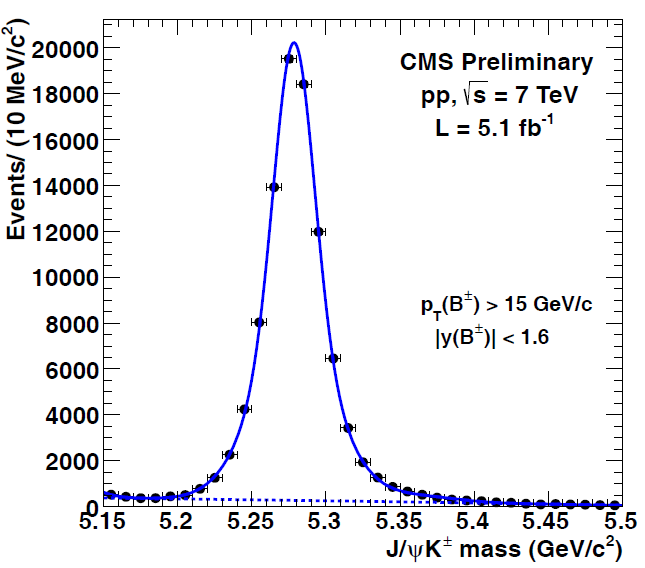 Events/ (10 MeV/c²)
20000
18000
16000
14000
12000
10000
8000
6000
4000
2000
0
CMS Preliminary
pp, √s = 7 TeV
L = 5.1 fb⁻¹
p_T(B±) > 15 GeV/c
|y(B±)| < 1.6
5.15 5.2 5.25 5.3 5.35 5.4 5.45 5.5
J/ψK± mass (GeV/c²)